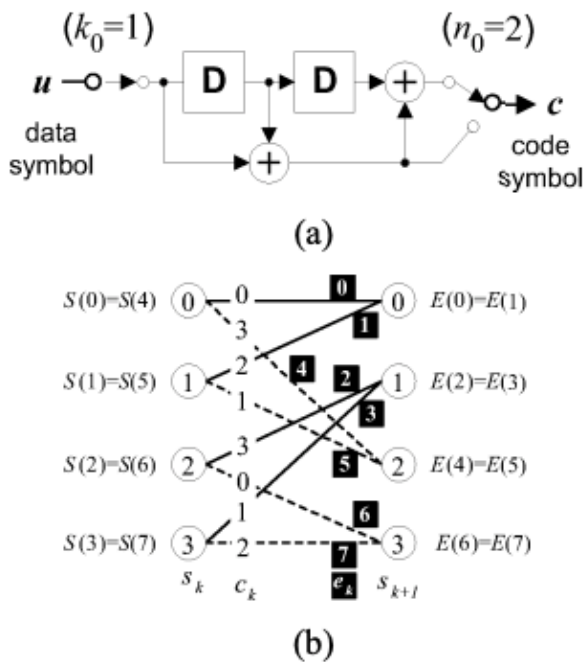 (k₀=1) (n₀=2)
u D D + c
data symbol + code symbol
(a)
S(0)=S(4) 0 0 0 0 E(0)=E(1)
3 1
4
S(1)=S(5) 1 2 2 1 E(2)=E(3)
1 3
S(2)=S(6) 2 3 5 2 E(4)=E(5)
0 6
1
S(3)=S(7) 3 2 7 3 E(6)=E(7)
sₖ cₖ eₖ sₖ₊₁
(b)